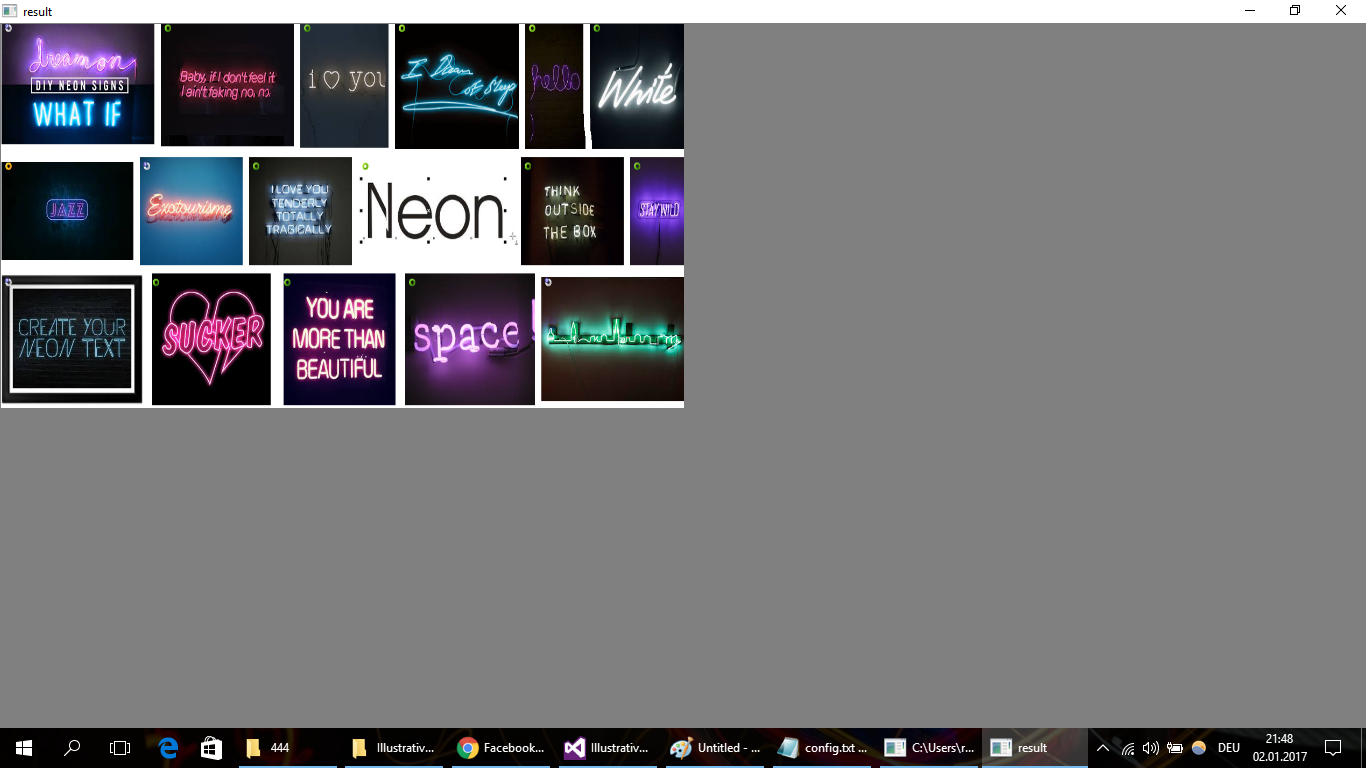 result
dreamon
DIY NEON SIGNS
WHAT IF
Baby, if I don't feel it
I ain't faking no, no.
i ♡ you
I Dream
of Sleep
hello
White
JAZZ
Exotourisme
I LOVE YOU
TENDERLY
TOTALLY
TRAGICALLY
Neon
THINK
OUTSIDE
THE BOX
STAY WILD
CREATE YOUR
NEON TEXT
SUCKER
YOU ARE
MORE THAN
BEAUTIFUL
space
444
Illustrativ...
Facebook...
Illustrativ...
Untitled - ...
config.txt ...
C:\Users\r...
result
DEU
21:48
02.01.2017